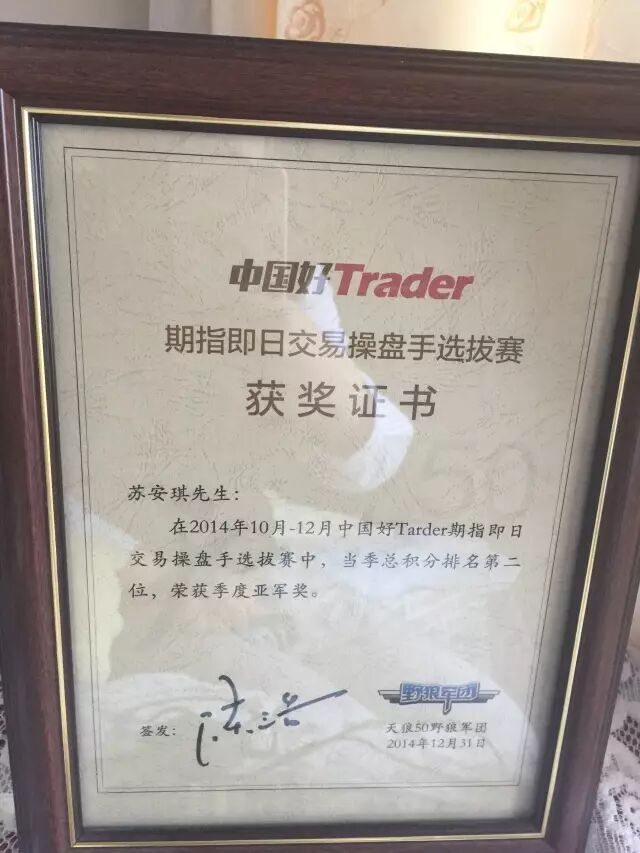 中国好Trader
期指即日交易操盘手选拔赛
获奖证书
苏安琪先生：
在2014年10月-12月中国好Tarder期指即日
交易操盘手选拔赛中，当季总积分排名第二
位，荣获季度亚军奖。
野狼军团
签发：
天狼50野狼军团
2014年12月31日